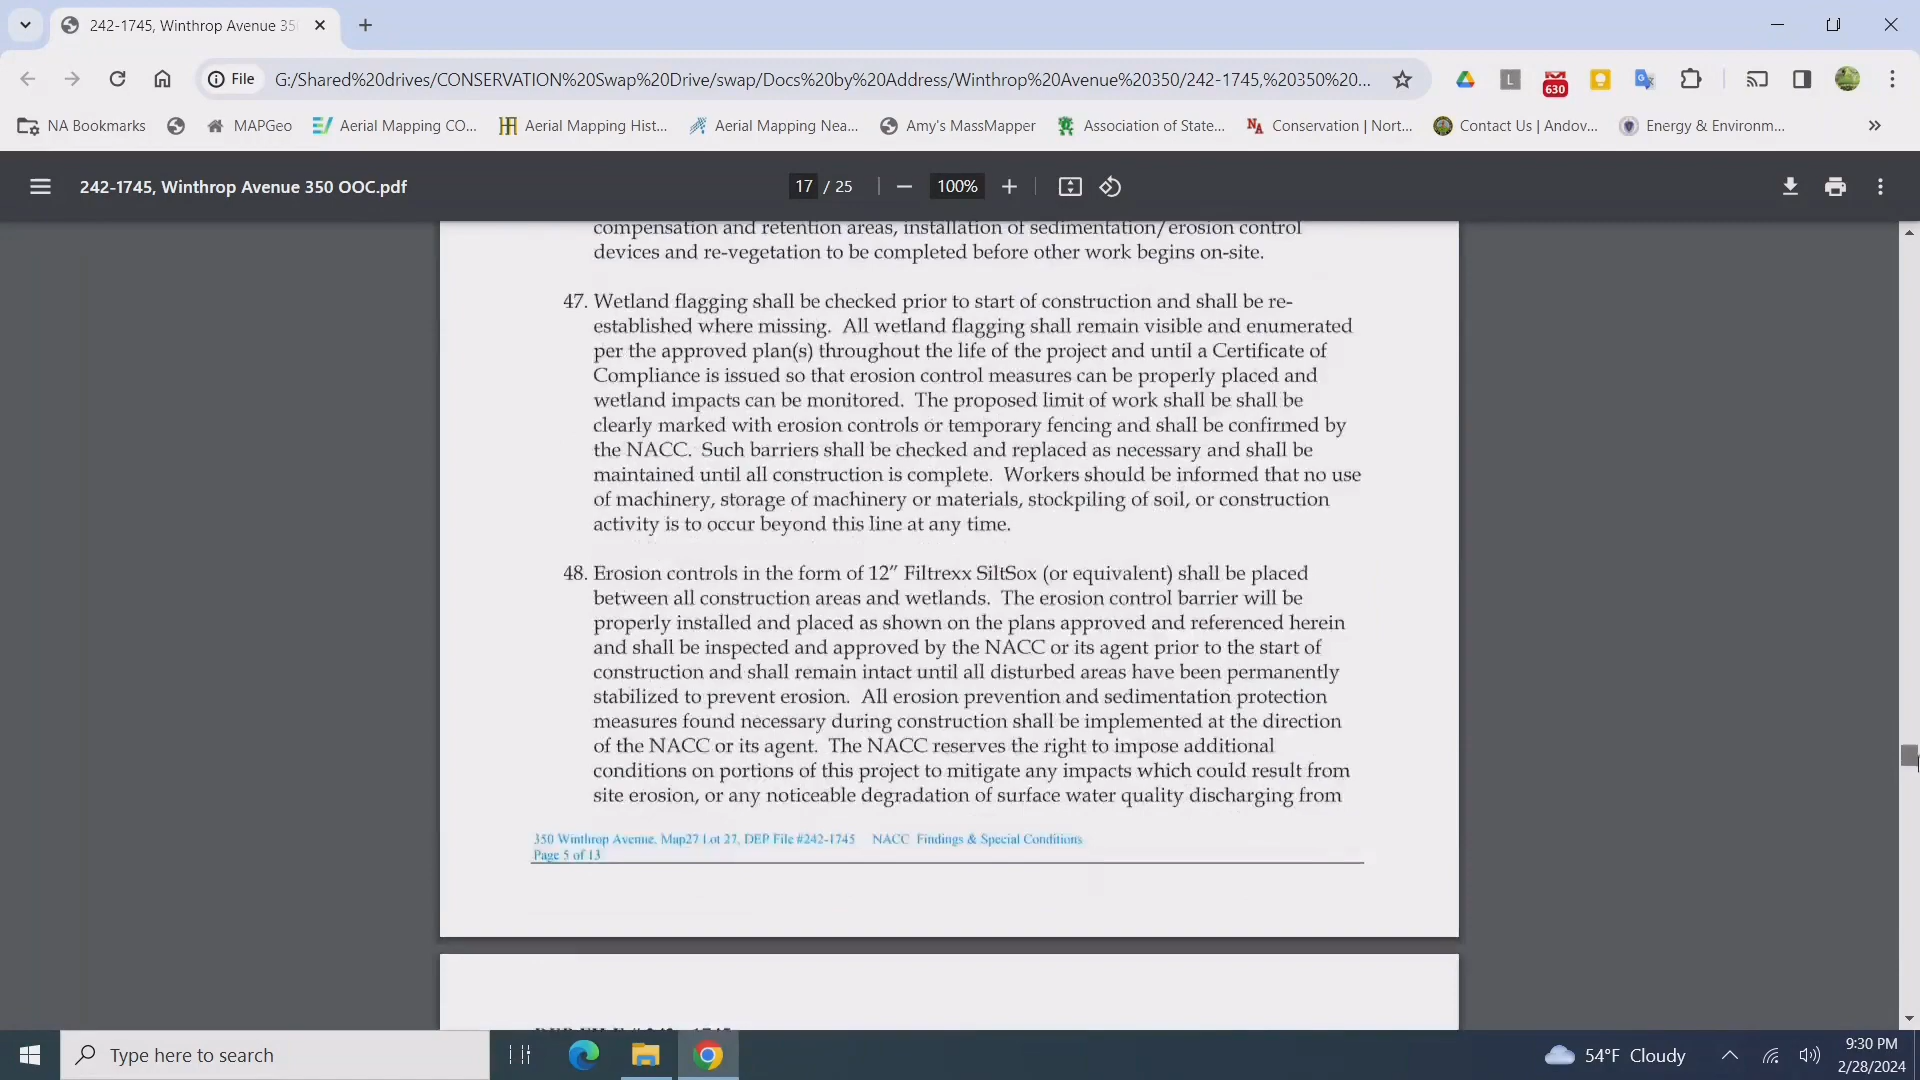 242-1745, Winthrop Avenue 35
File
G:/Shared%20drives/CONSERVATION%20Swap%20Drive/swap/Docs%20by%20Address/Winthrop%20Avenue%20350/242-1745,%20350%20...
L
630
NA Bookmarks
MAPGeo
Aerial Mapping CO...
Aerial Mapping Hist...
Aerial Mapping Nea...
Amy's MassMapper
Association of State...
Conservation | Nort...
Contact Us | Andov...
Energy & Environm...
242-1745, Winthrop Avenue 350 OOC.pdf
17 / 25
100%
compensation and retention areas, installation of sedimentation/erosion control
devices and re-vegetation to be completed before other work begins on-site.
47. Wetland flagging shall be checked prior to start of construction and shall be re-
established where missing. All wetland flagging shall remain visible and enumerated
per the approved plan(s) throughout the life of the project and until a Certificate of
Compliance is issued so that erosion control measures can be properly placed and
wetland impacts can be monitored. The proposed limit of work shall be shall be
clearly marked with erosion controls or temporary fencing and shall be confirmed by
the NACC. Such barriers shall be checked and replaced as necessary and shall be
maintained until all construction is complete. Workers should be informed that no use
of machinery, storage of machinery or materials, stockpiling of soil, or construction
activity is to occur beyond this line at any time.
48. Erosion controls in the form of 12” Filtrexx SiltSox (or equivalent) shall be placed
between all construction areas and wetlands. The erosion control barrier will be
properly installed and placed as shown on the plans approved and referenced herein
and shall be inspected and approved by the NACC or its agent prior to the start of
construction and shall remain intact until all disturbed areas have been permanently
stabilized to prevent erosion. All erosion prevention and sedimentation protection
measures found necessary during construction shall be implemented at the direction
of the NACC or its agent. The NACC reserves the right to impose additional
conditions on portions of this project to mitigate any impacts which could result from
site erosion, or any noticeable degradation of surface water quality discharging from
350 Winthrop Avenue, Map27 Lot 27, DEP File #242-1745 NACC Findings & Special Conditions
Page 5 of 13
Type here to search
54°F Cloudy
9:30 PM
2/28/2024